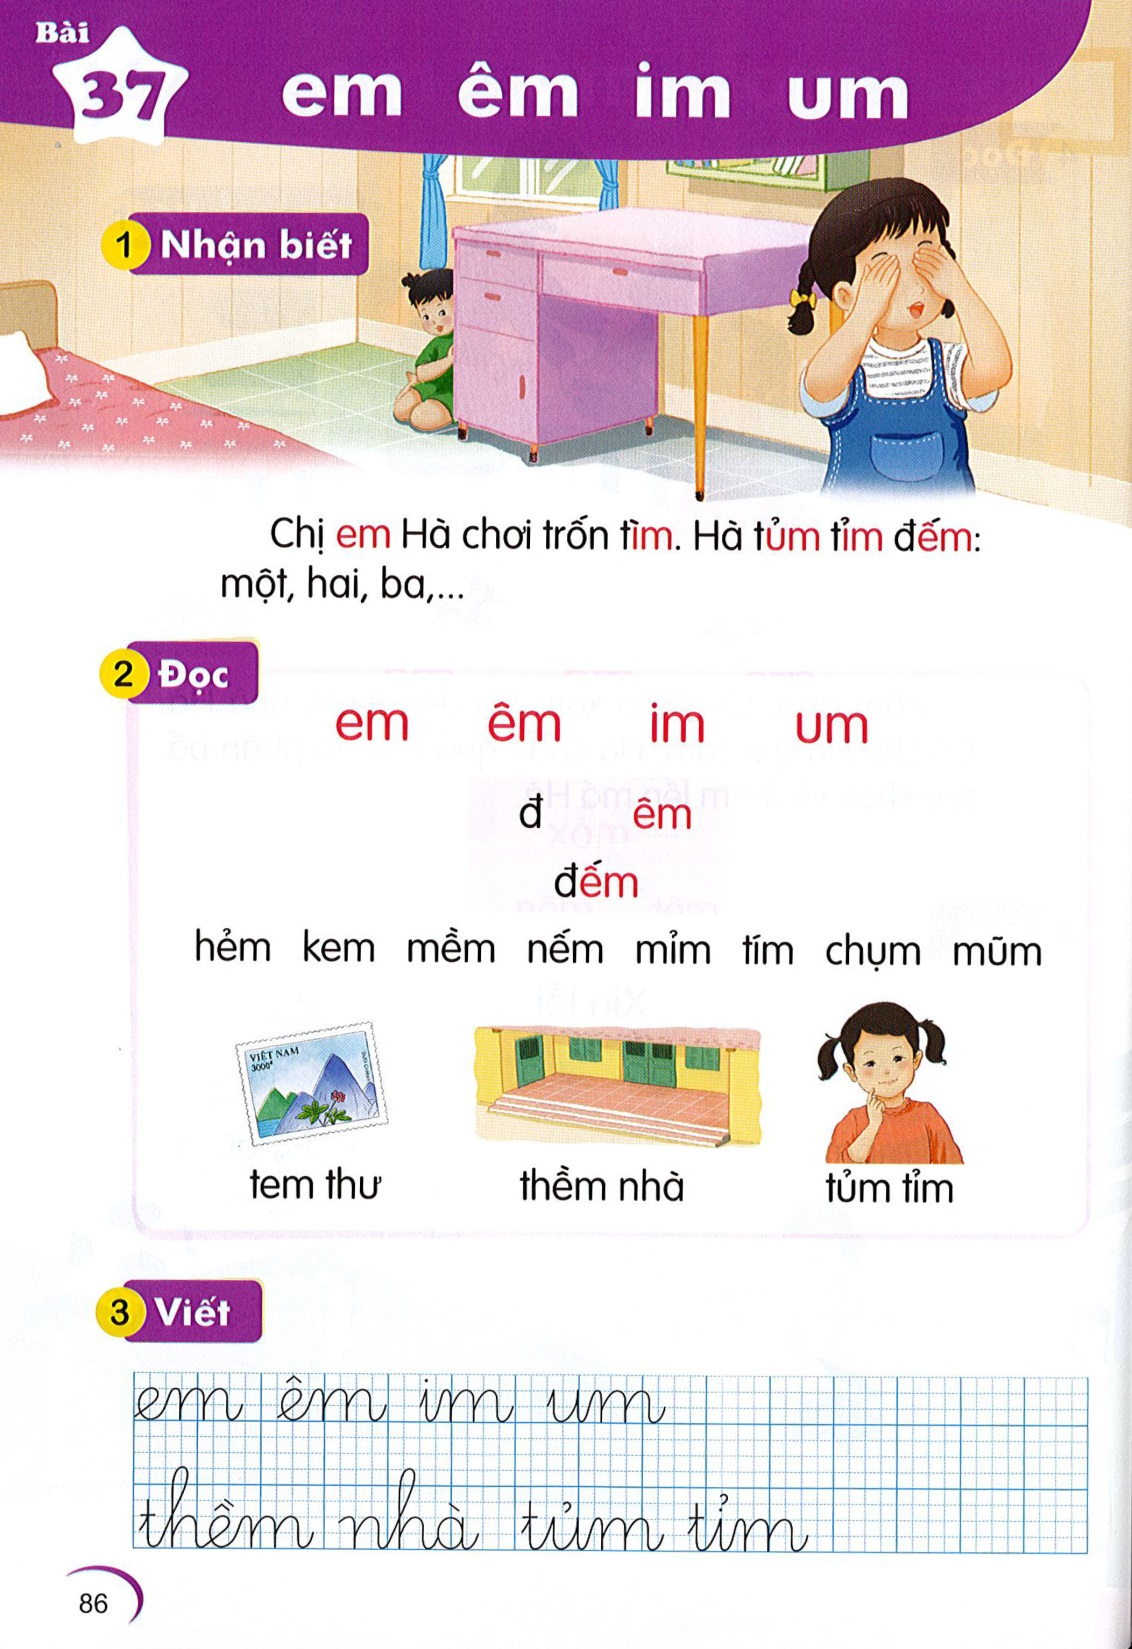 Bài
37
em êm im um
1 Nhận biết
Chị em Hà chơi trốn tìm. Hà tủm tỉm đếm:
một, hai, ba,...
2 Đọc
em êm im um
đ êm
đếm
hẻm kem mềm nếm mỉm tím chụm mũm
VIỆT NAM
3000đ
tem thư thềm nhà tủm tỉm
3 Viết
em êm im um
thềm nhà tủm tỉm
86